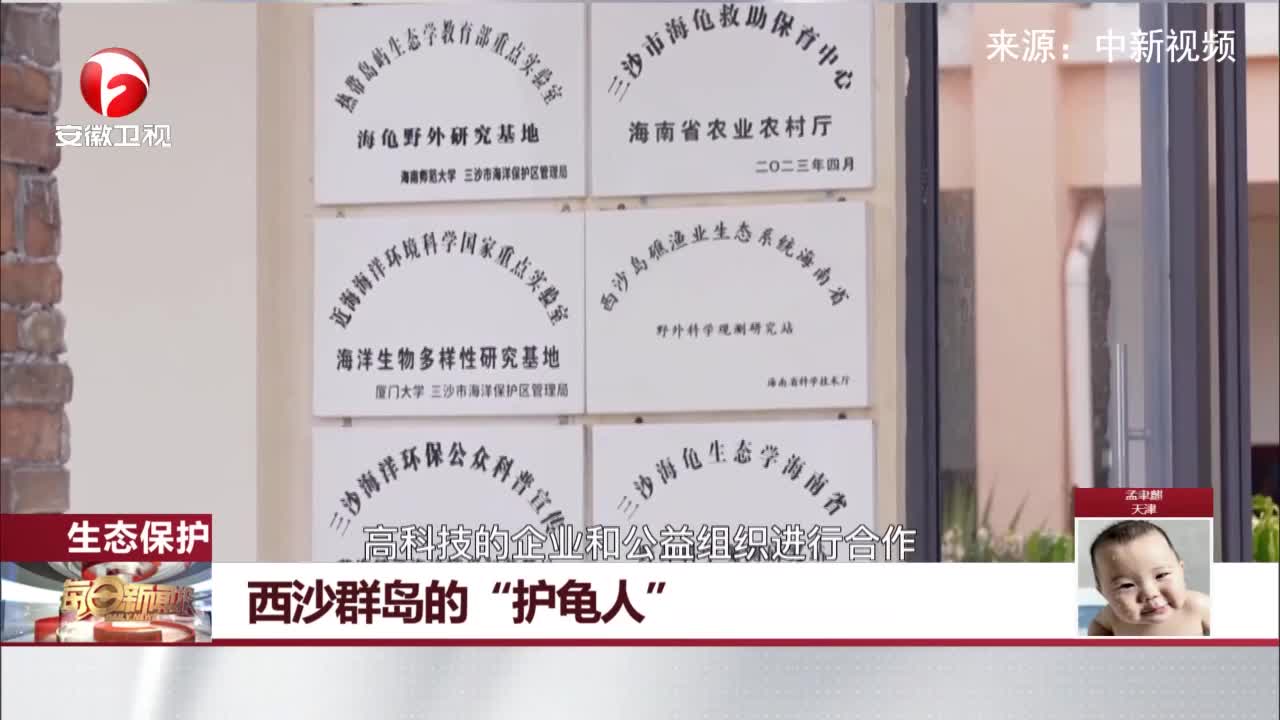 安徽卫视
来源：中新视频
热带岛屿生态学教育部重点实验室
海龟野外研究基地
海南师范大学 三沙市海洋保护区管理局
三沙市海龟救助保育中心
海南省农业农村厅
二〇二三年四月
近海海洋环境科学国家重点实验室
海洋生物多样性研究基地
厦门大学 三沙市海洋保护区管理局
西沙岛礁渔业生态系统海南省
野外科学观测研究站
海南省科学技术厅
三沙海洋环保公众科普宣传
三沙海龟生态学海南省
高科技的企业和公益组织进行合作
生态保护
每日新闻报
DAILY NEWS
西沙群岛的“护龟人”
孟聿麒
天津